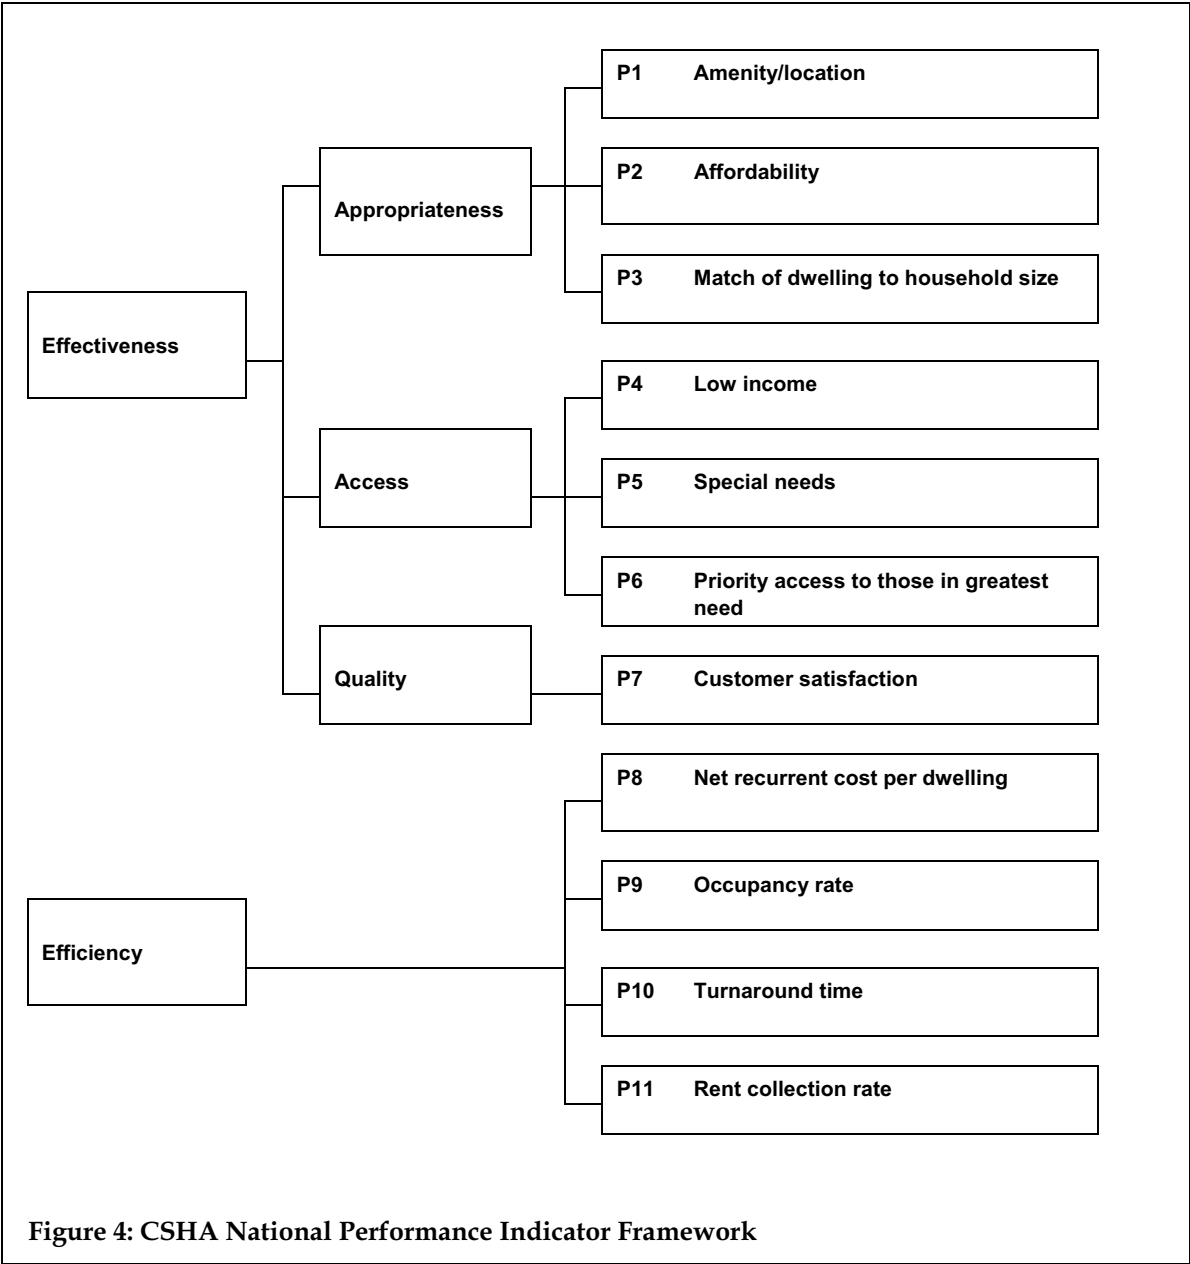 P1 Amenity/location
P2 Affordability
Appropriateness
P3 Match of dwelling to household size
Effectiveness
P4 Low income
Access
P5 Special needs
P6 Priority access to those in greatest
need
Quality
P7 Customer satisfaction
P8 Net recurrent cost per dwelling
P9 Occupancy rate
Efficiency
P10 Turnaround time
P11 Rent collection rate
Figure 4: CSHA National Performance Indicator Framework